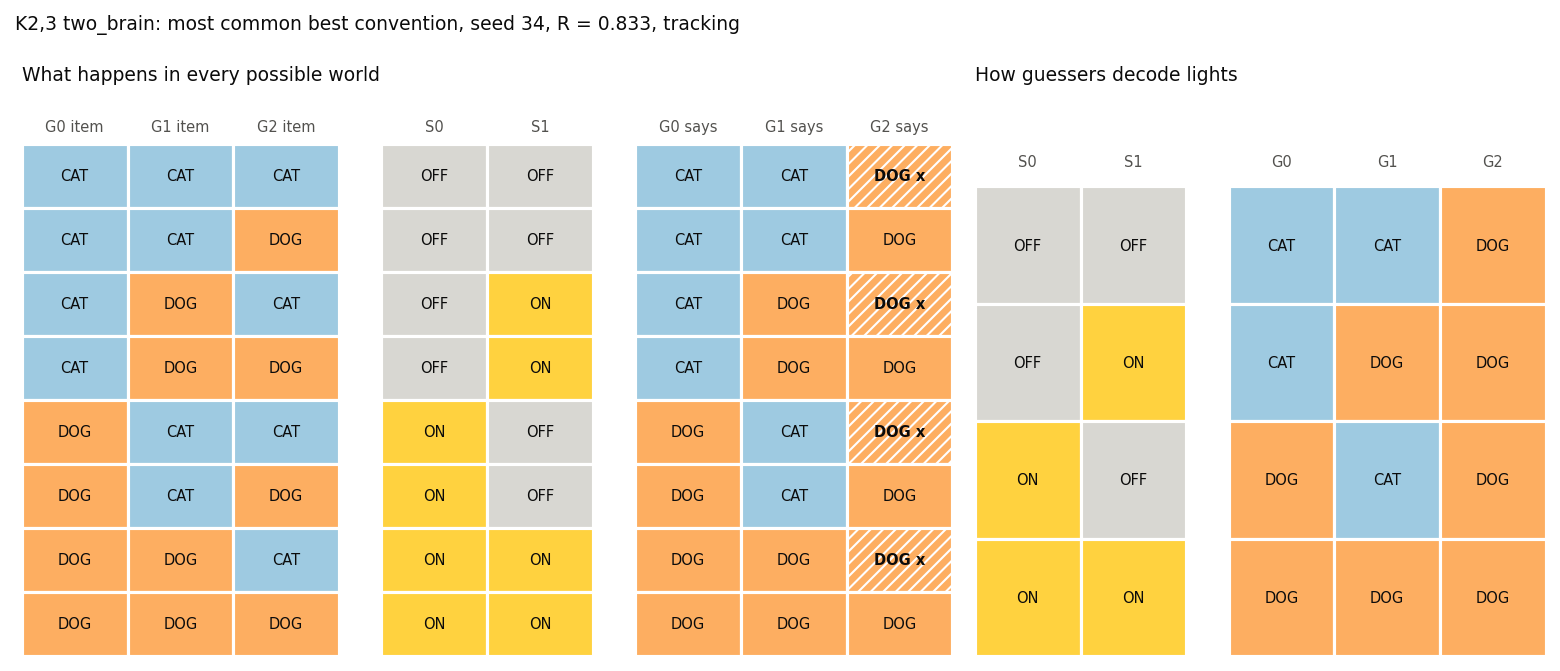 K2,3 two_brain: most common best convention, seed 34, R = 0.833, tracking
What happens in every possible world
G0 item G1 item G2 item S0 S1 G0 says G1 says G2 says
CAT CAT CAT OFF OFF CAT CAT DOG x
CAT CAT DOG OFF OFF CAT CAT DOG
CAT DOG CAT OFF ON CAT DOG DOG x
CAT DOG DOG OFF ON CAT DOG DOG
DOG CAT CAT ON OFF DOG CAT DOG x
DOG CAT DOG ON OFF DOG CAT DOG
DOG DOG CAT ON ON DOG DOG DOG x
DOG DOG DOG ON ON DOG DOG DOG
How guessers decode lights
S0 S1 G0 G1 G2
OFF OFF CAT CAT DOG
OFF ON CAT DOG DOG
ON OFF DOG CAT DOG
ON ON DOG DOG DOG